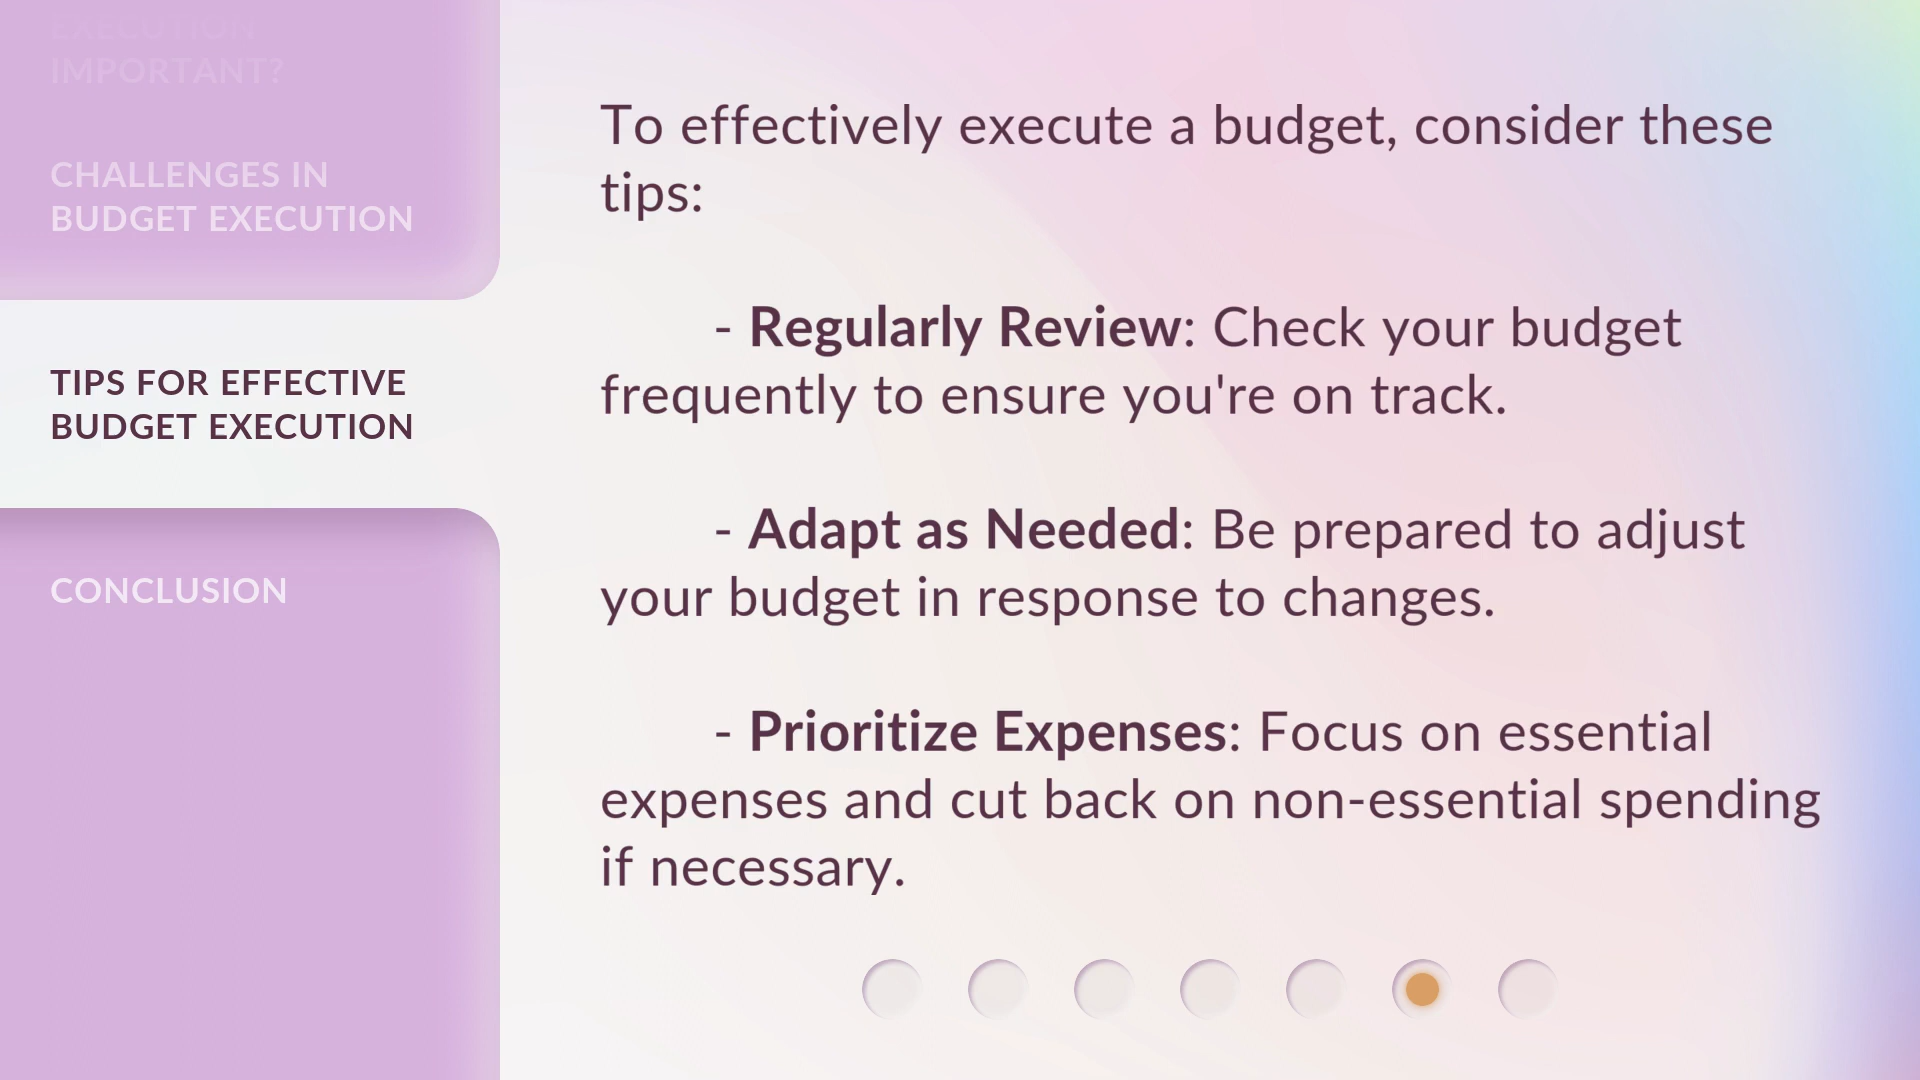 EXECUTION
IMPORTANT?
CHALLENGES IN
BUDGET EXECUTION
TIPS FOR EFFECTIVE
BUDGET EXECUTION
CONCLUSION
To effectively execute a budget, consider these
tips:
- Regularly Review: Check your budget
frequently to ensure you're on track.
- Adapt as Needed: Be prepared to adjust
your budget in response to changes.
- Prioritize Expenses: Focus on essential
expenses and cut back on non-essential spending
if necessary.